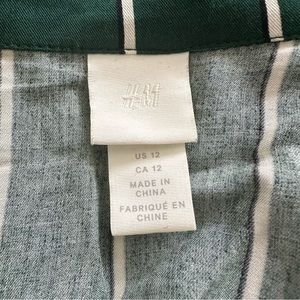 H&M
US 12
CA 12
MADE IN
CHINA
FABRIQUÉ EN
CHINE